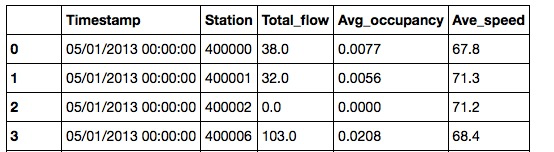 Timestamp Station Total_flow Avg_occupancy Ave_speed
0 05/01/2013 00:00:00 400000 38.0 0.0077 67.8
1 05/01/2013 00:00:00 400001 32.0 0.0056 71.3
2 05/01/2013 00:00:00 400002 0.0 0.0000 71.2
3 05/01/2013 00:00:00 400006 103.0 0.0208 68.4